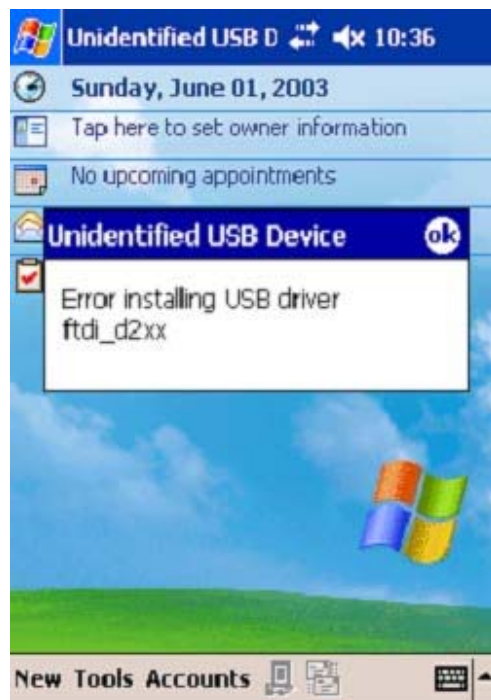 Unidentified USB D 10:36
Sunday, June 01, 2003
Tap here to set owner information
No upcoming appointments
Unidentified USB Device ok
Error installing USB driver
ftdi_d2xx
New Tools Accounts